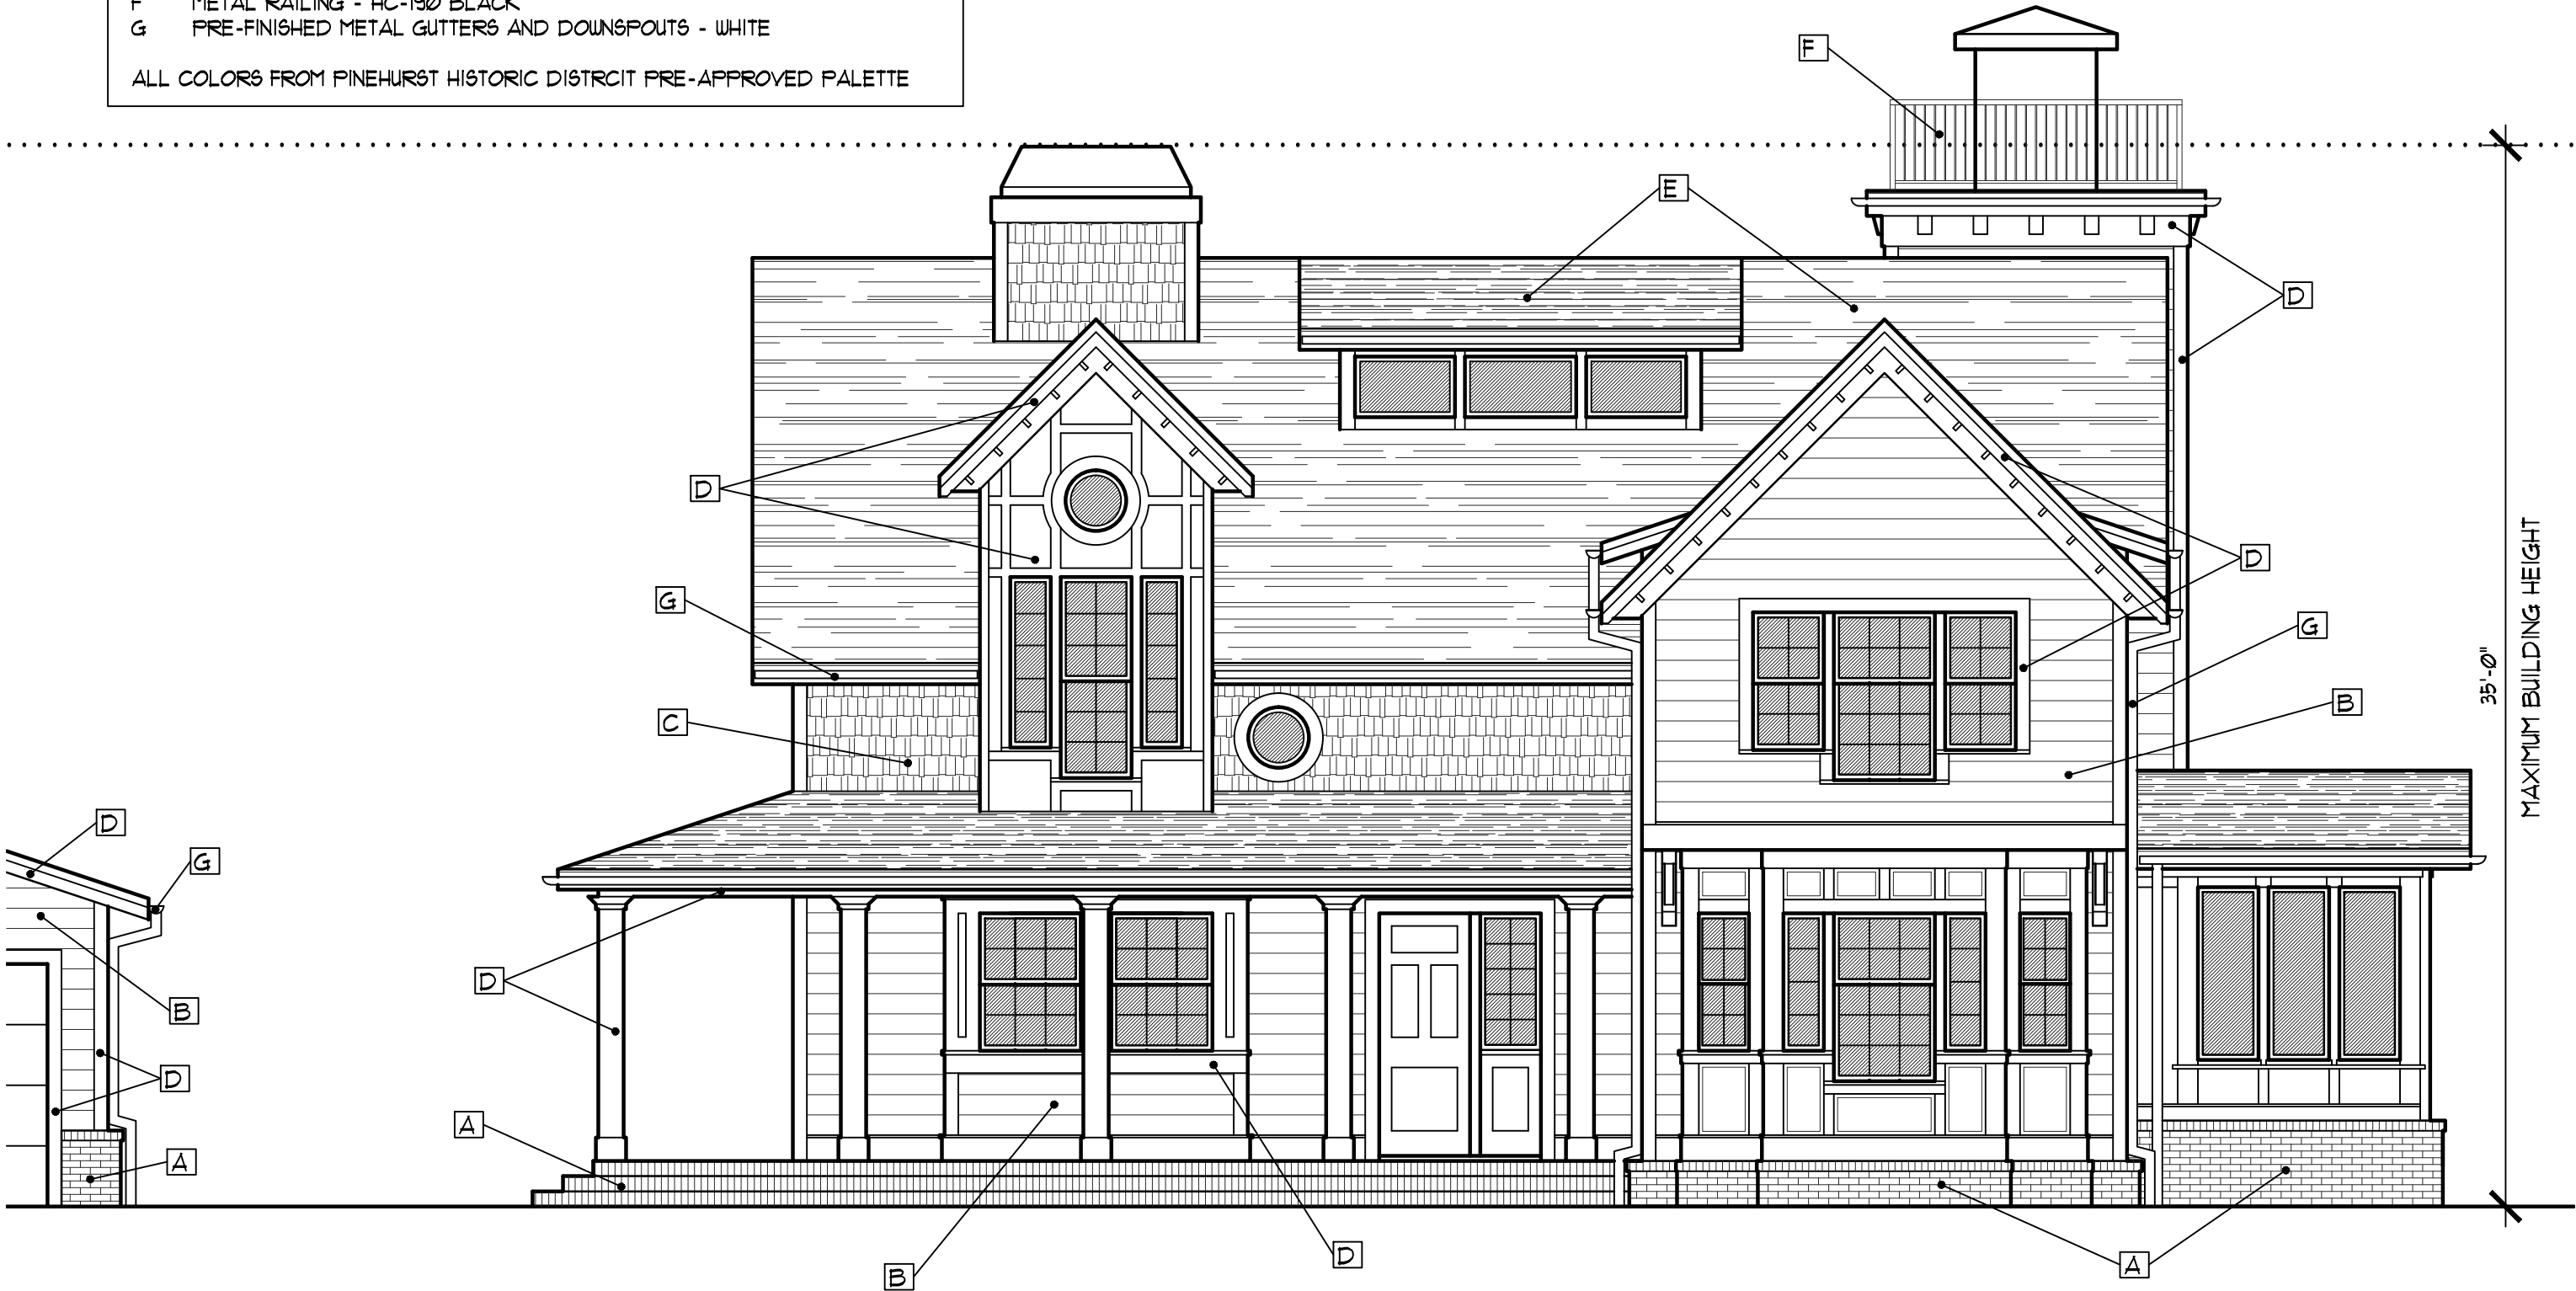 F METAL RAILING - HC-190 BLACK
G PRE-FINISHED METAL GUTTERS AND DOWNSPOUTS - WHITE
ALL COLORS FROM PINEHURST HISTORIC DISTRCIT PRE-APPROVED PALETTE
F
E
D
D
G
D
G
C
B
35'-0"
MAXIMUM BUILDING HEIGHT
D
G
D
B
D
A
A
B
D
A